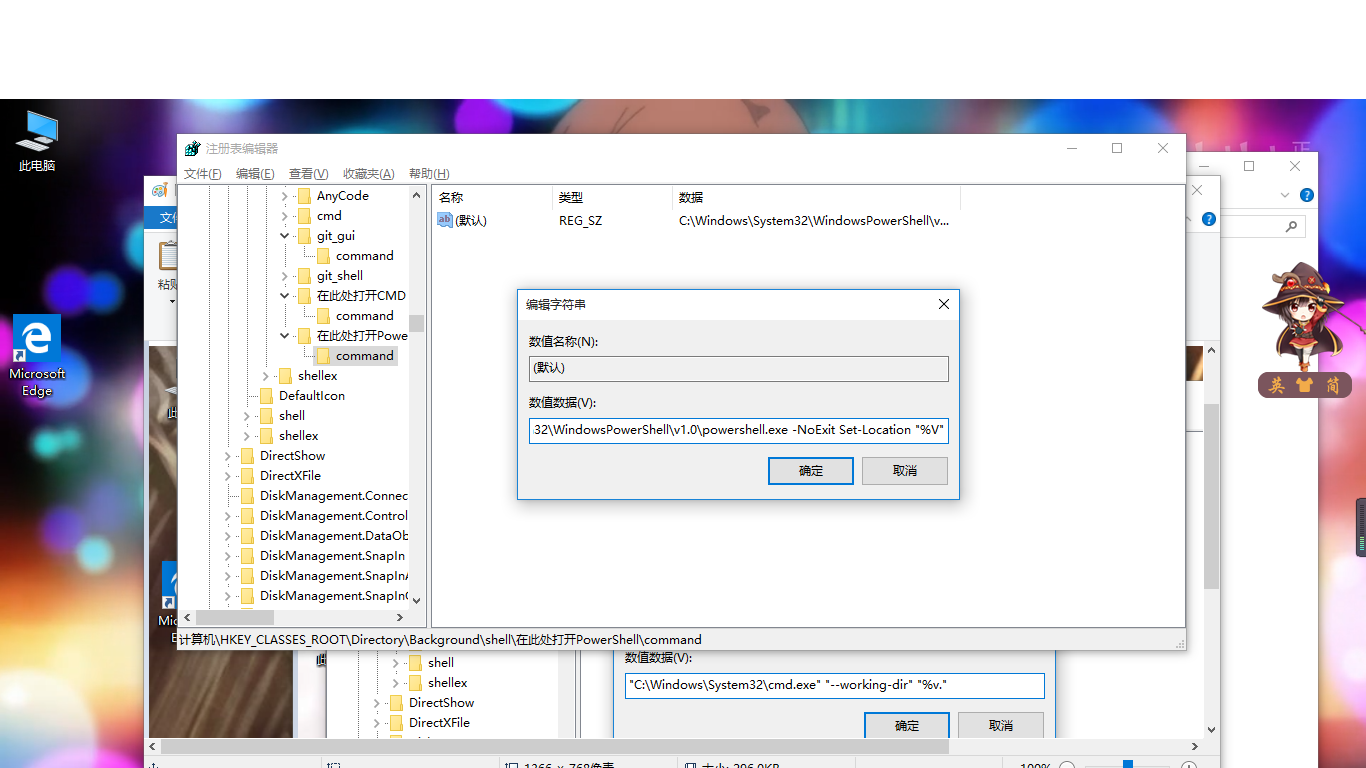 此电脑
注册表编辑器
文件(F) 编辑(E) 查看(V) 收藏夹(A) 帮助(H)
AnyCode
cmd
git_gui
command
git_shell
在此处打开CMD
command
在此处打开Powe
command
shellex
DefaultIcon
shell
shellex
DirectShow
DirectXFile
DiskManagement.Connec
DiskManagement.Control
DiskManagement.DataOb
DiskManagement.SnapIn
DiskManagement.SnapInA
DiskManagement.SnapInC
名称 类型 数据
ab (默认) REG_SZ C:\Windows\System32\WindowsPowerShell\v...
编辑字符串
数值名称(N):
(默认)
数值数据(V):
32\WindowsPowerShell\v1.0\powershell.exe -NoExit Set-Location "%V"
确定 取消
计算机\HKEY_CLASSES_ROOT\Directory\Background\shell\在此处打开PowerShell\command
Microsoft
Edge
英 简
shell
shellex
DirectShow
DirectXFile
数值数据(V):
"C:\Windows\System32\cmd.exe" "--working-dir" "%v."
确定 取消
1366 × 768像素
大小: 296.0KB
100%